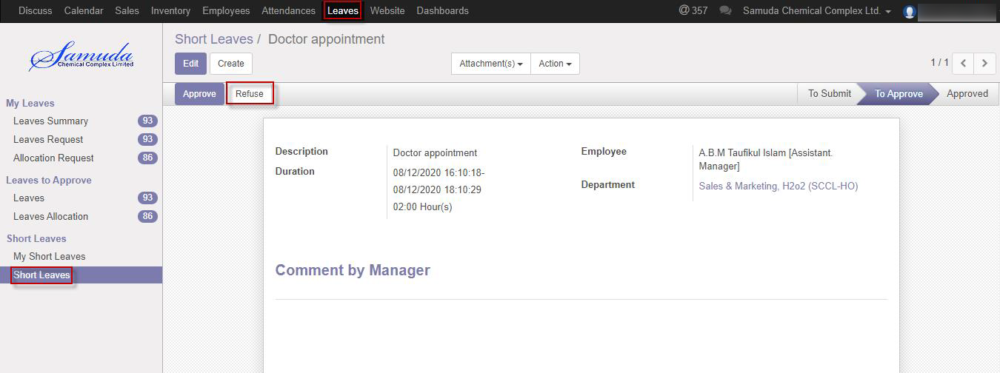 Discuss Calendar Sales Inventory Employees Attendances Leaves Website Dashboards @ 357 Samuda Chemical Complex Ltd.
Samuda
Chemical Complex Limited
Short Leaves / Doctor appointment
Edit Create Attachment(s) Action 1 / 1
Approve Refuse To Submit To Approve Approved
My Leaves
Leaves Summary 93
Leaves Request 93
Allocation Request 86
Leaves to Approve
Leaves 93
Leaves Allocation 86
Short Leaves
My Short Leaves
Short Leaves
Description Doctor appointment
Duration 08/12/2020 16:10:18-
08/12/2020 18:10:29
02:00 Hour(s)
Employee A.B.M Taufikul Islam [Assistant.
Manager]
Department Sales & Marketing, H2o2 (SCCL-HO)
Comment by Manager